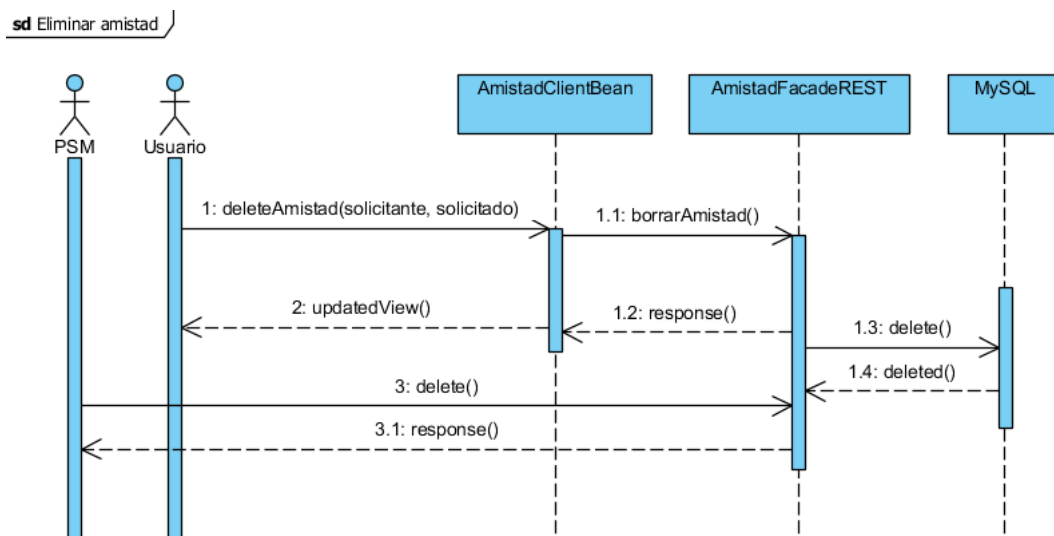 sd Eliminar amistad
PSM
Usuario
AmistadClientBean
AmistadFacadeREST
MySQL
1: deleteAmistad(solicitante, solicitado)
1.1: borrarAmistad()
2: updatedView()
1.2: response()
1.3: delete()
1.4: deleted()
3: delete()
3.1: response()